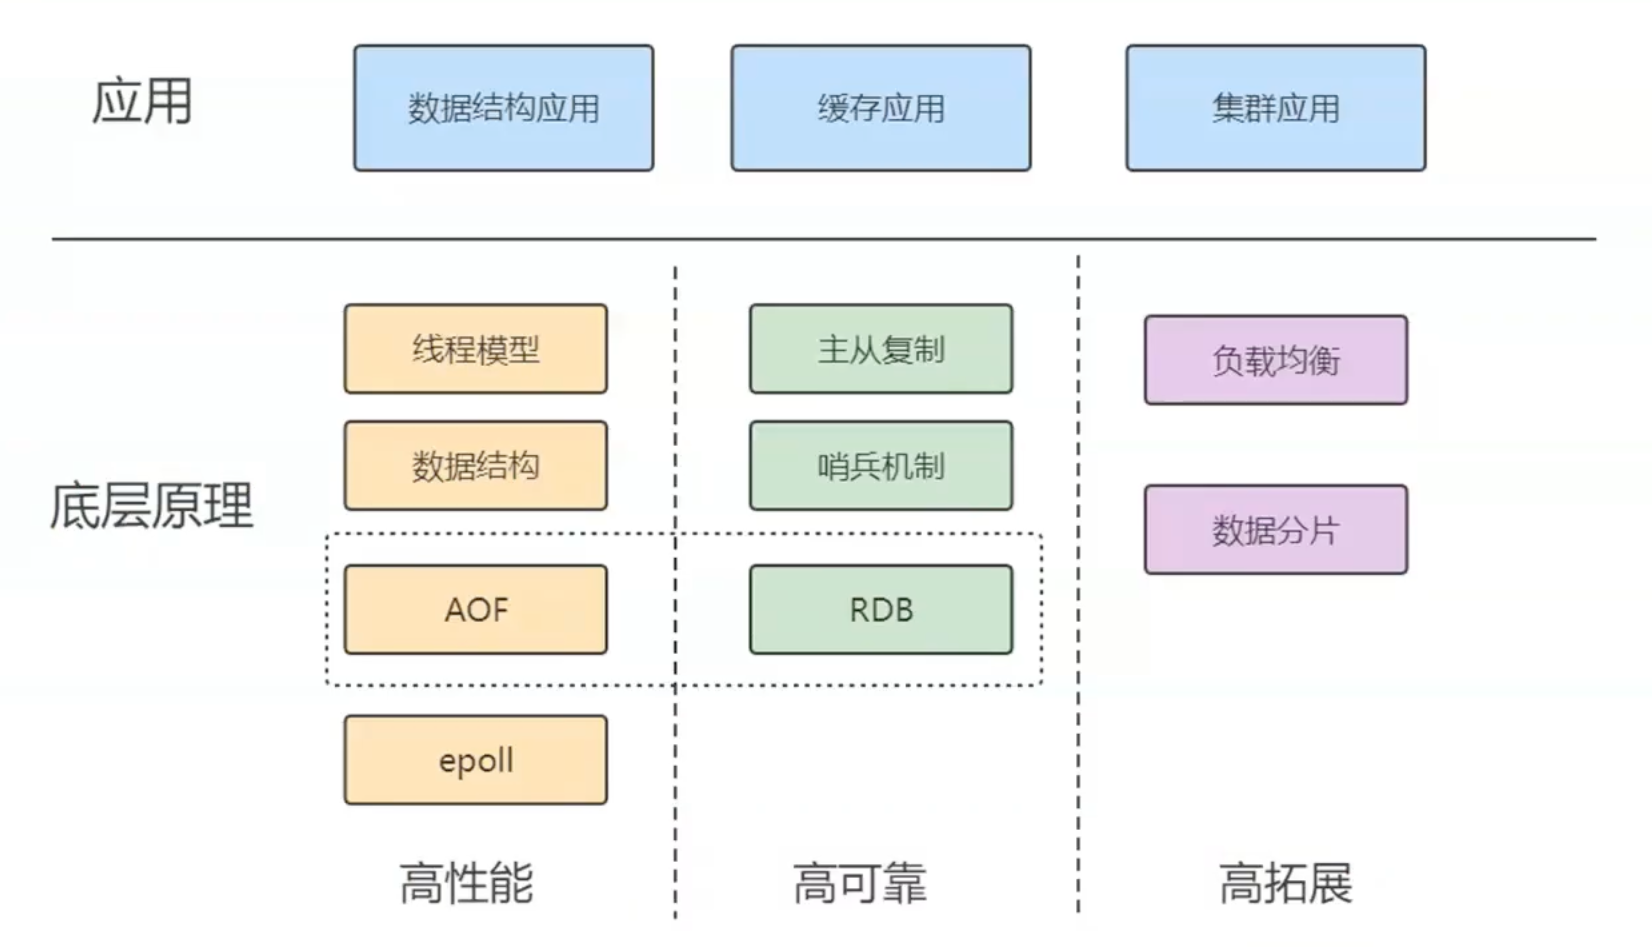 应用
数据结构应用
缓存应用
集群应用
底层原理
线程模型
数据结构
AOF
epoll
高性能
主从复制
哨兵机制
RDB
高可靠
负载均衡
数据分片
高拓展